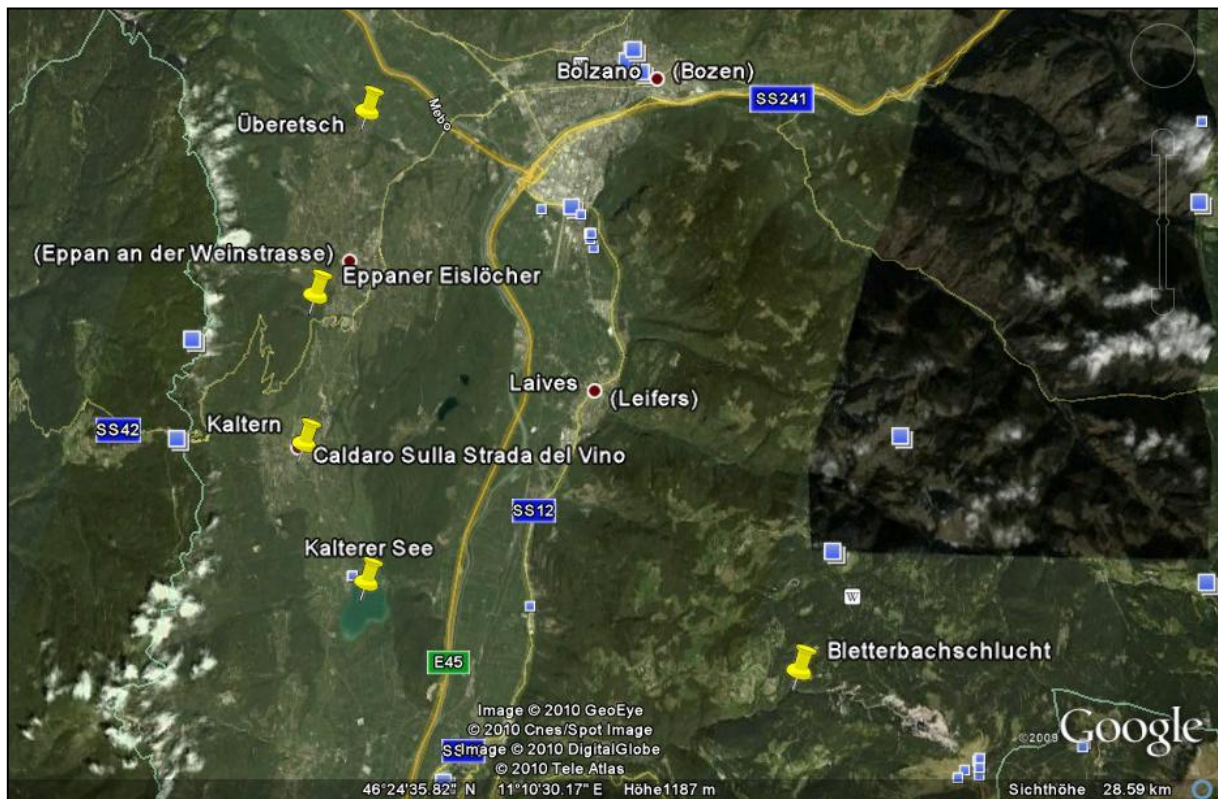 Bolzano (Bozen)
SS241
Mebo
Überetsch
(Eppan an der Weinstrasse)
Eppaner Eislöcher
Laives
(Leifers)
SS42
Kaltern
Caldaro Sulla Strada del Vino
SS12
Kalterer See
W
E45
Bletterbachschlucht
Image © 2010 GeoEye
© 2010 Cnes/Spot Image
Image © 2010 DigitalGlobe
© 2010 Tele Atlas
©2009 Google
46°24'35.82" N 11°10'30.17" E Höhe1187 m
Sichthöhe 28.59 km